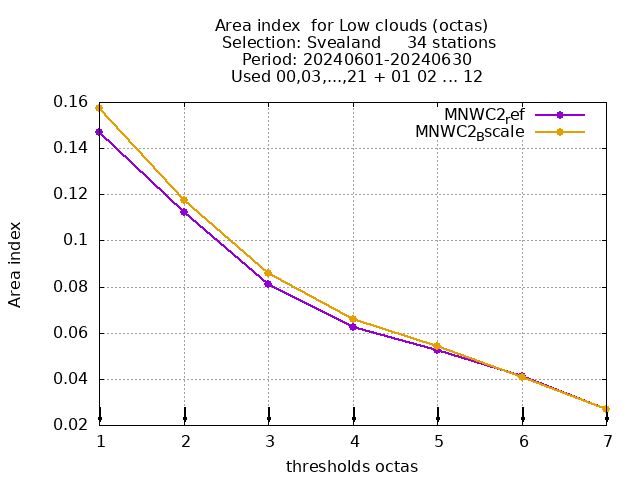 Area index  for Low clouds (octas)
Selection: Svealand     34 stations
Period: 20240601-20240630
Used 00,03,...,21 + 01 02 ... 12
MNWC2ref
MNWC2Bscale
0.16
0.14
0.12
0.1
0.08
0.06
0.04
0.02
Area index
1 2 3 4 5 6 7
thresholds octas